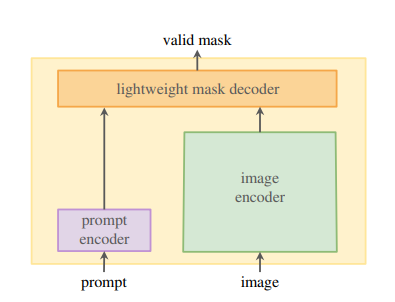 valid mask
lightweight mask decoder
image
encoder
prompt
encoder
prompt
image